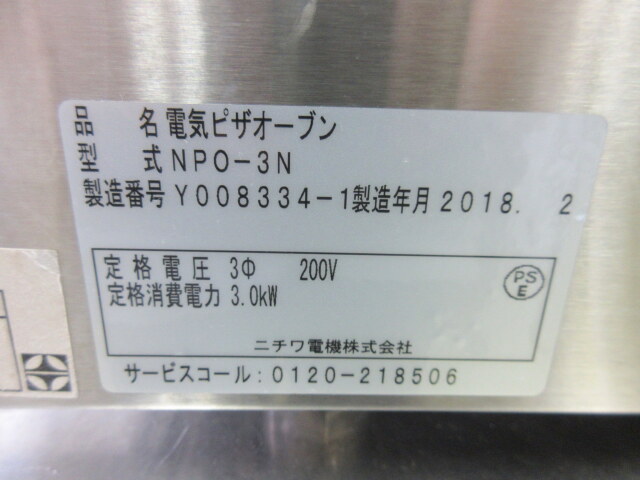 品 名 電気ピザオーブン
型 式 NPO-3N
製造番号 Y008334-1 製造年月 2018. 2
定格電圧 3Φ 200V
定格消費電力 3.0kW
PS
E
ニチワ電機株式会社
サービスコール:0120-218506